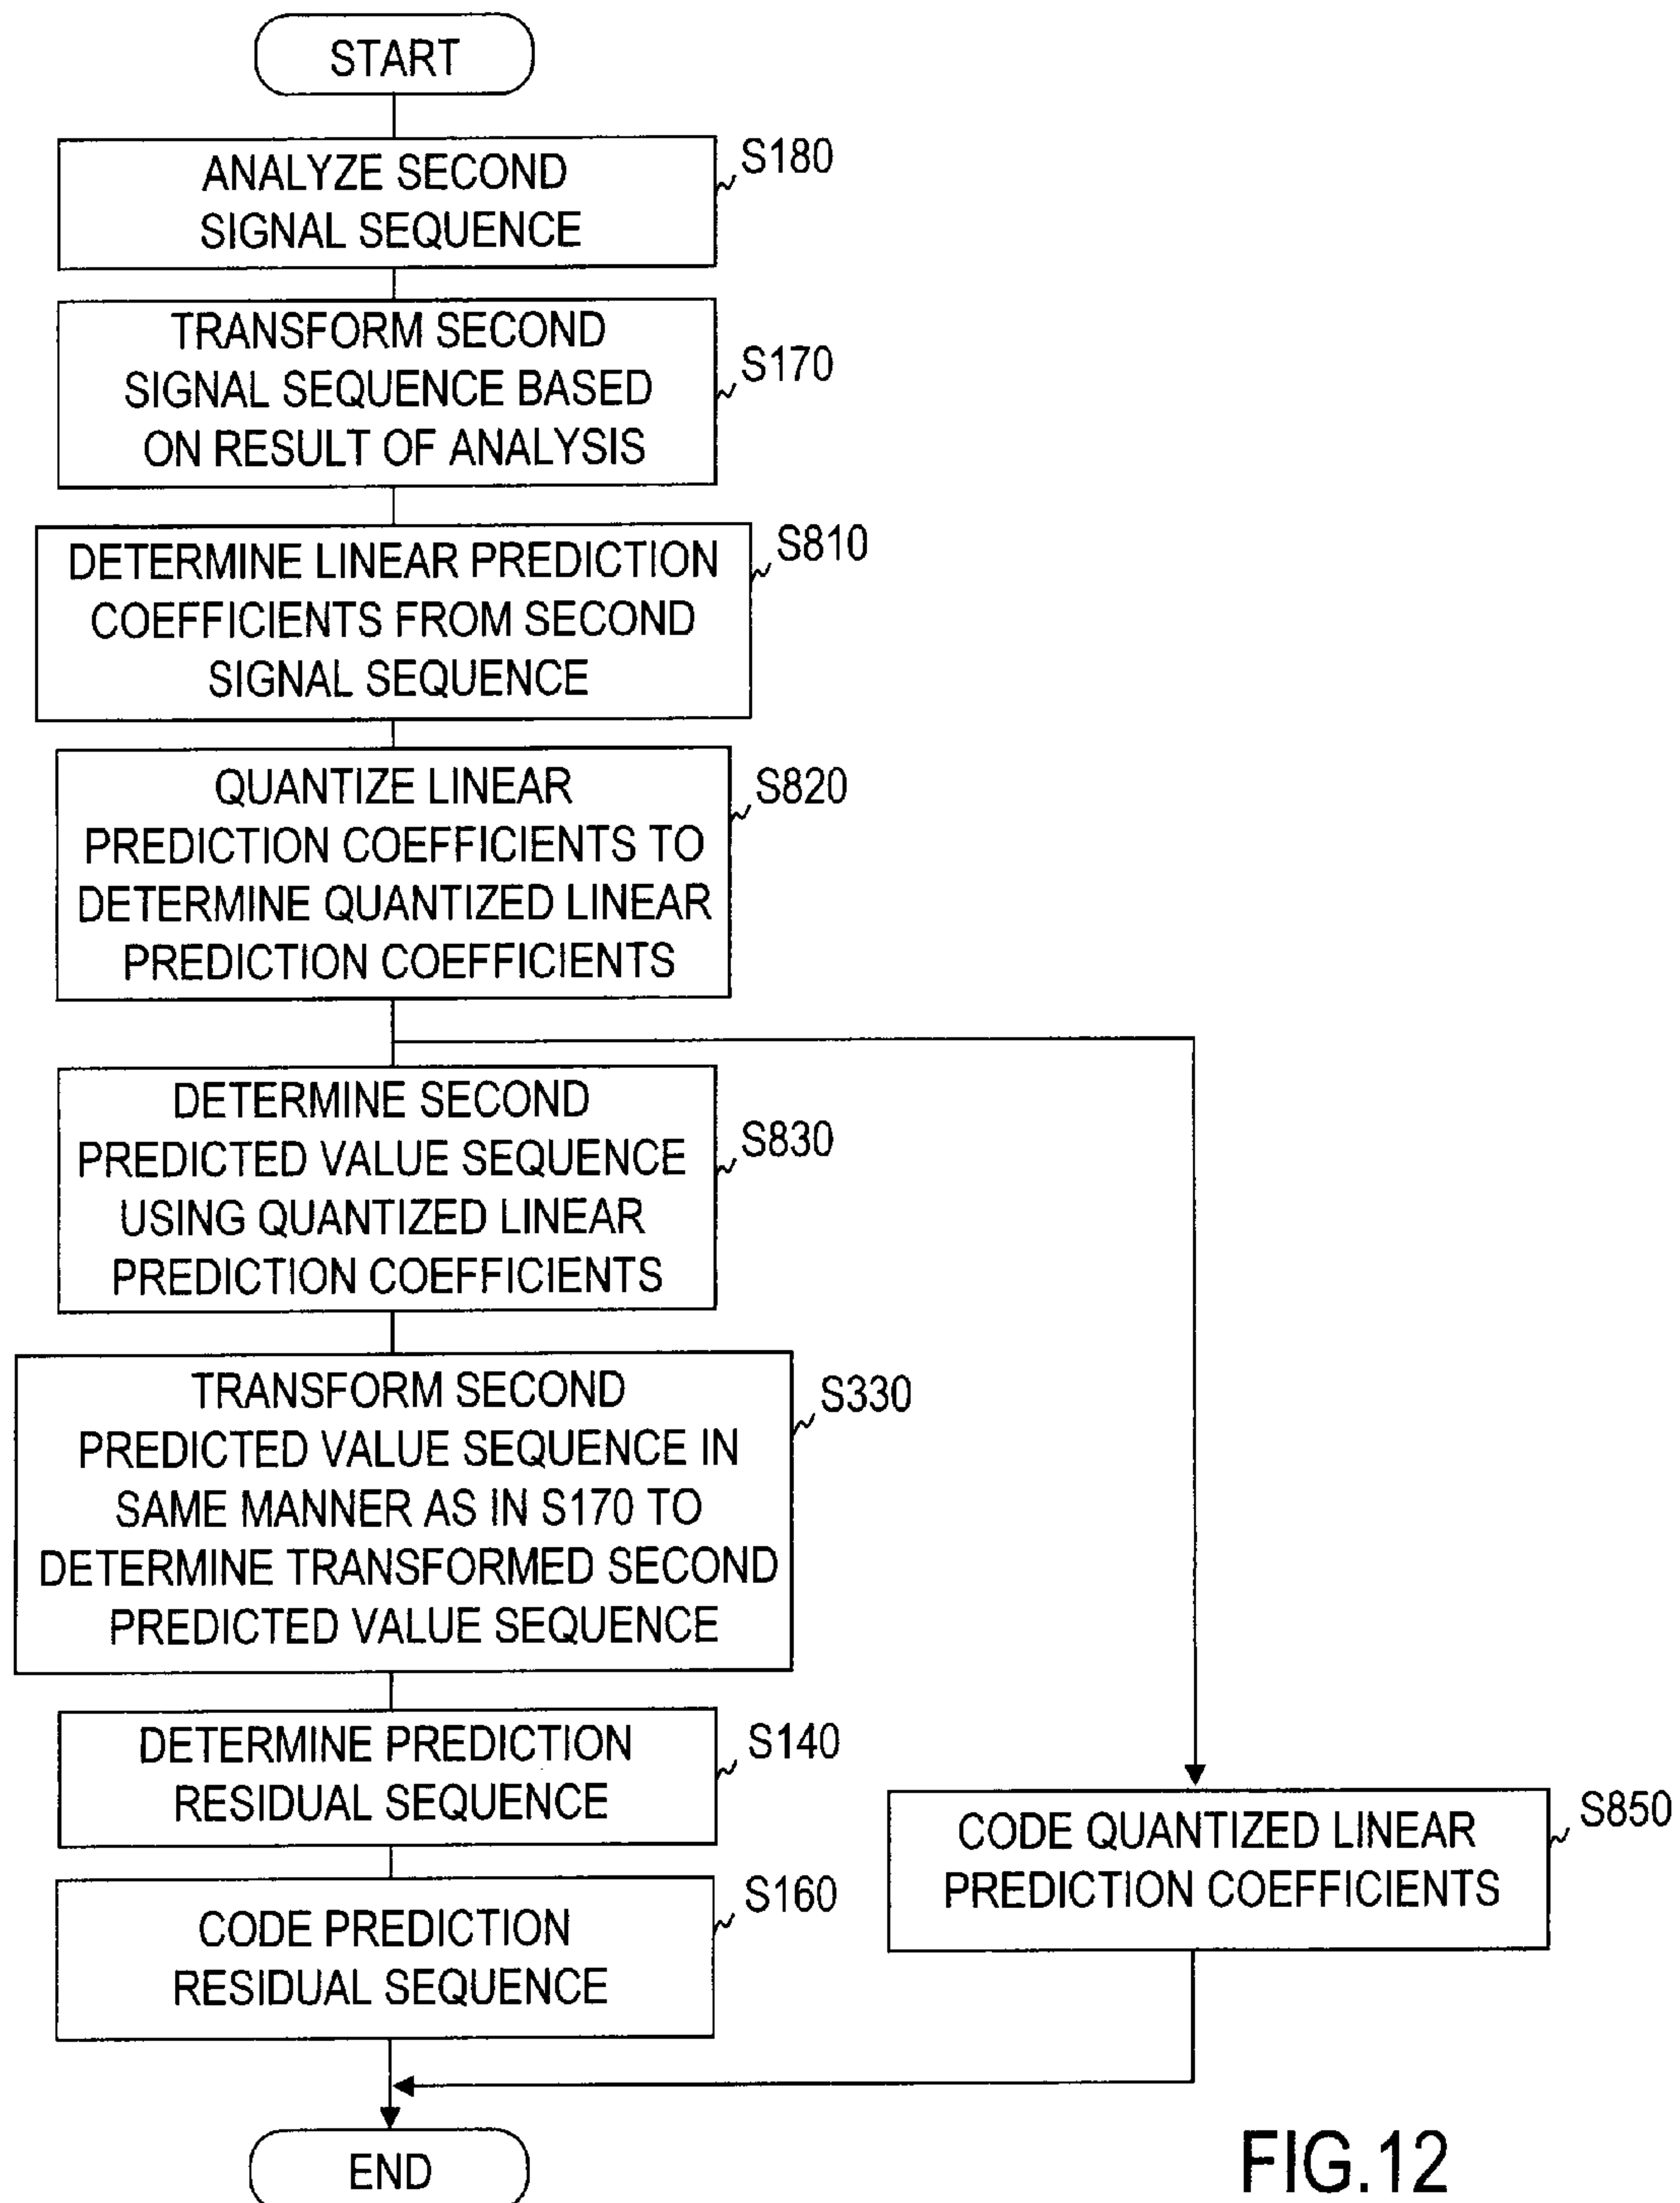 START
ANALYZE SECOND
SIGNAL SEQUENCE
S180
TRANSFORM SECOND
SIGNAL SEQUENCE BASED
ON RESULT OF ANALYSIS
S170
DETERMINE LINEAR PREDICTION
COEFFICIENTS FROM SECOND
SIGNAL SEQUENCE
S810
QUANTIZE LINEAR
PREDICTION COEFFICIENTS TO
DETERMINE QUANTIZED LINEAR
PREDICTION COEFFICIENTS
S820
DETERMINE SECOND
PREDICTED VALUE SEQUENCE
USING QUANTIZED LINEAR
PREDICTION COEFFICIENTS
S830
TRANSFORM SECOND
PREDICTED VALUE SEQUENCE IN
SAME MANNER AS IN S170 TO
DETERMINE TRANSFORMED SECOND
PREDICTED VALUE SEQUENCE
S330
DETERMINE PREDICTION
RESIDUAL SEQUENCE
S140
CODE QUANTIZED LINEAR
PREDICTION COEFFICIENTS
S850
CODE PREDICTION
RESIDUAL SEQUENCE
S160
END
FIG.12